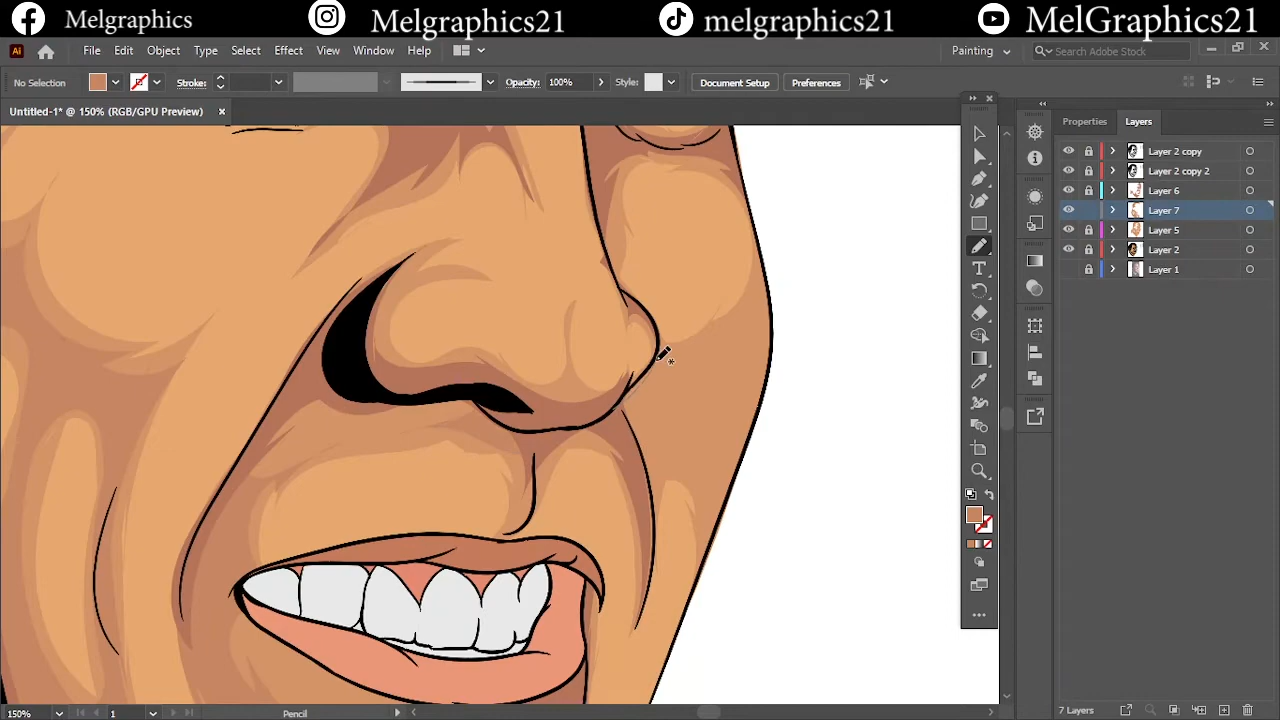 Melgraphics
Melgraphics21
melgraphics21
MelGraphics21
Ai
File Edit Object Type Select Effect View Window Help
Painting
Search Adobe Stock
No Selection
Stroke:
Opacity: 100%
Style:
Document Setup
Preferences
Untitled-1* @ 150% (RGB/GPU Preview)
Properties
Layers
Layer 2 copy
Layer 2 copy 2
Layer 6
Layer 7
Layer 5
Layer 2
Layer 1
150%
1
Pencil
7 Layers